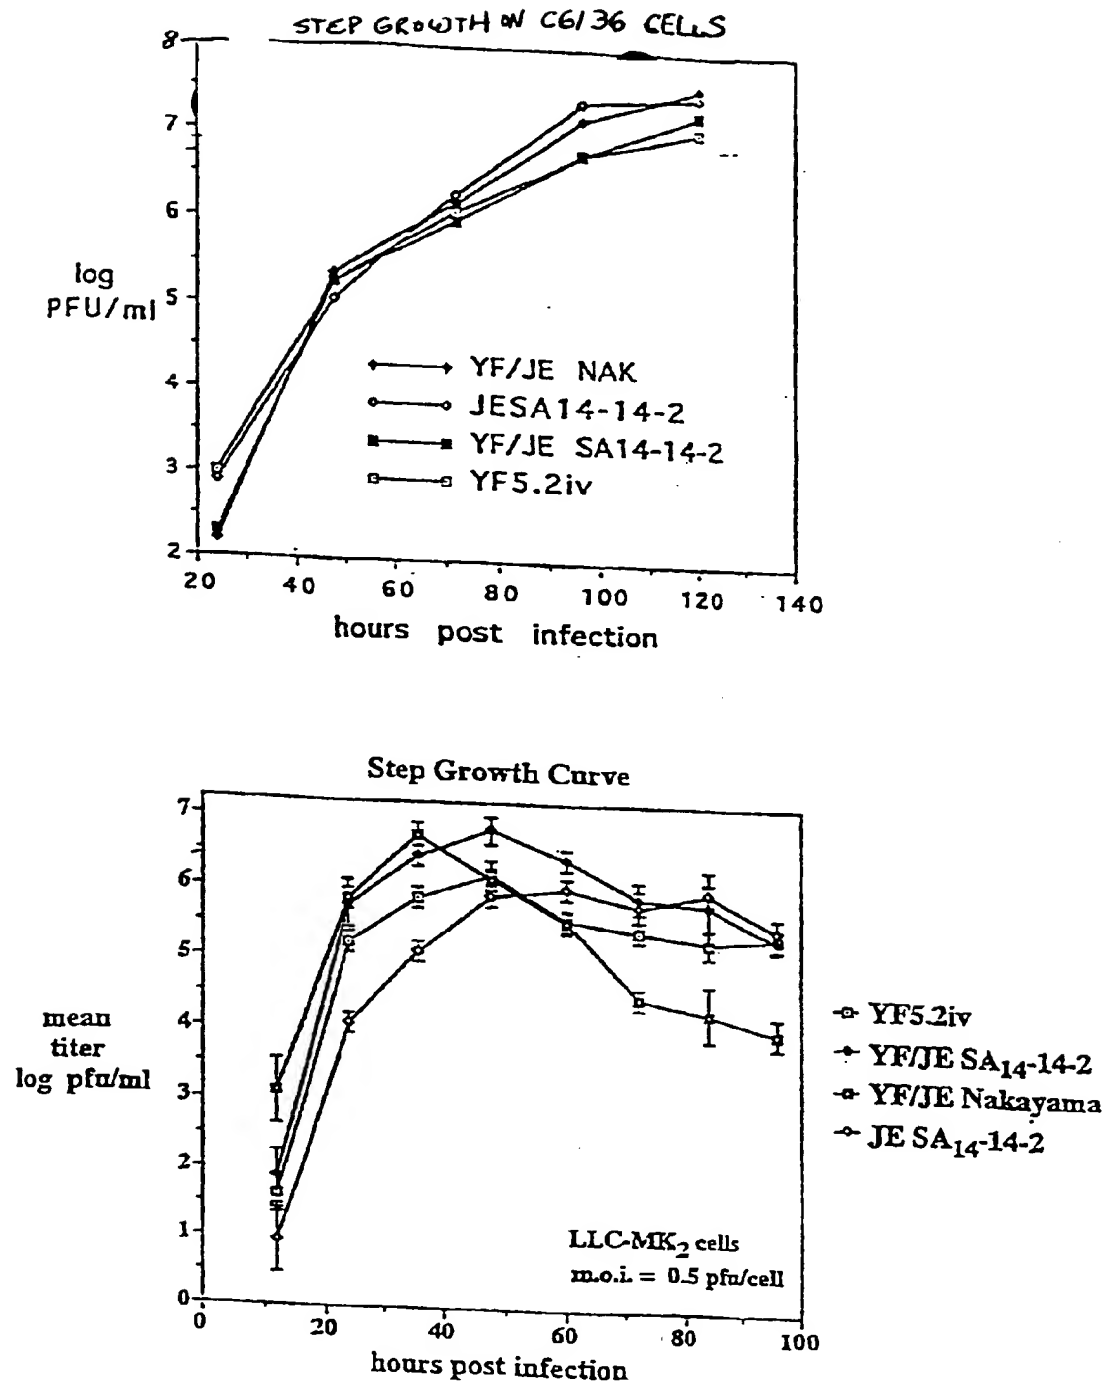 STEP GROWTH ON C6/36 CELLS
8
7
6
5
4
3
2
log
PFU/ml
YF/JE NAK
JESA14-14-2
YF/JE SA14-14-2
YF5.2iv
20 40 60 80 100 120 140
hours post infection
Step Growth Curve
7
6
5
4
3
2
1
0
mean
titer
log pfu/ml
YF5.2iv
YF/JE SA14-14-2
YF/JE Nakayama
JE SA14-14-2
LLC-MK2 cells
m.o.i. = 0.5 pfu/cell
0 20 40 60 80 100
hours post infection